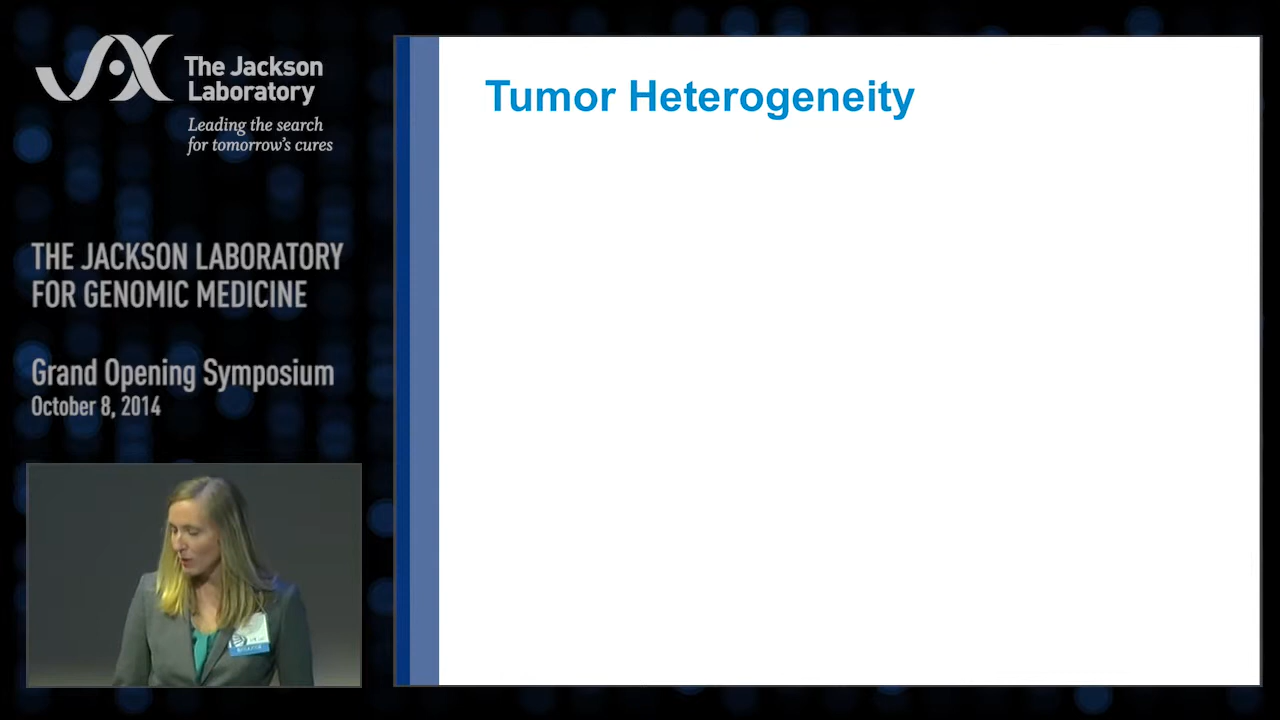 The Jackson
Laboratory
Leading the search
for tomorrow's cures
THE JACKSON LABORATORY
FOR GENOMIC MEDICINE
Grand Opening Symposium
October 8, 2014
Tumor Heterogeneity